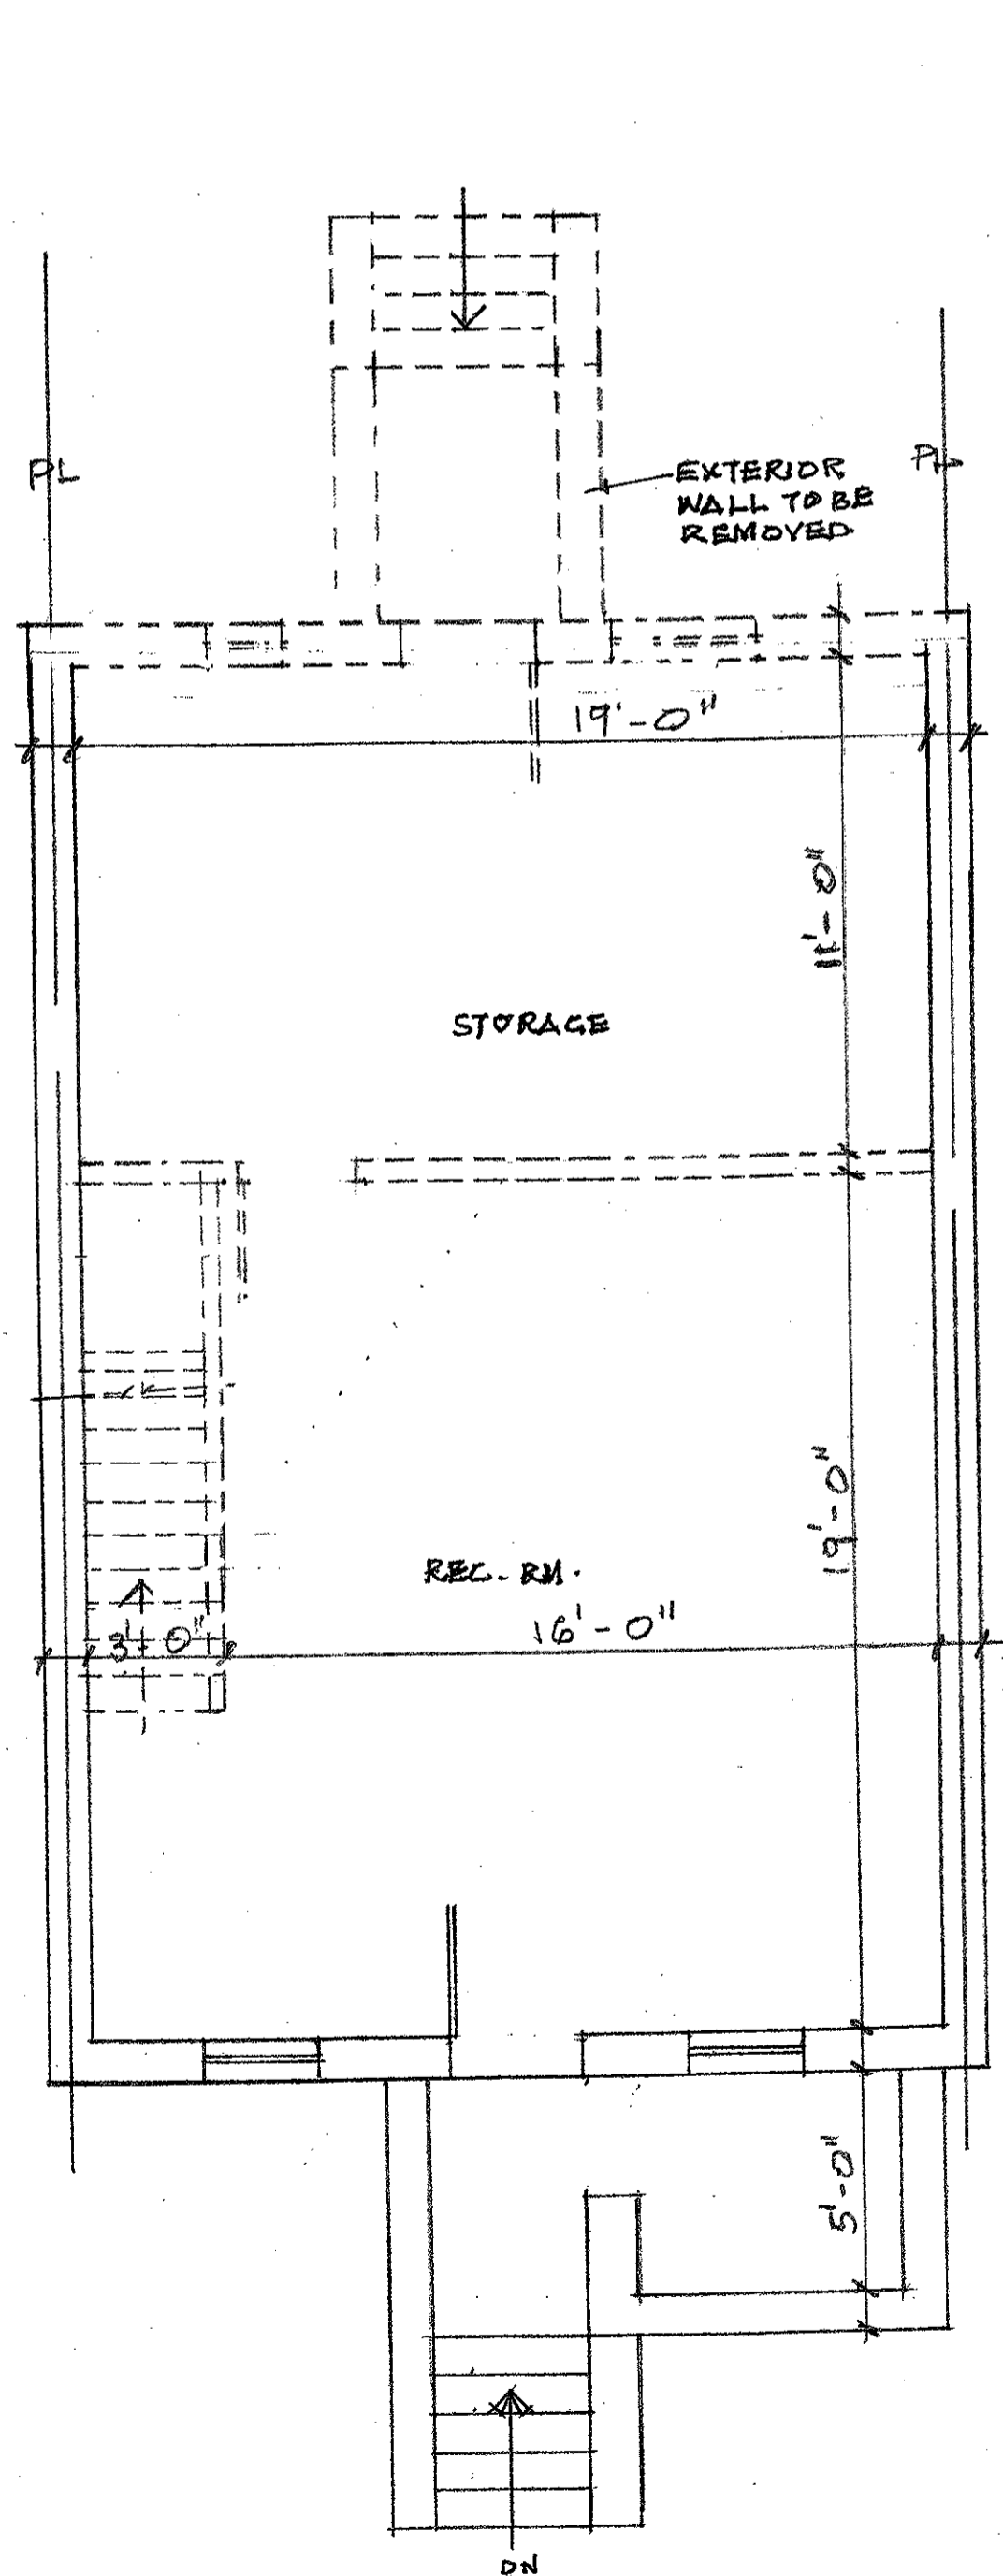 PL
PL
EXTERIOR
WALL TO BE
REMOVED
19'-0"
11'-0"
STORAGE
19'-0"
REC. RM.
3'-0"
16'-0"
5'-0"
DN